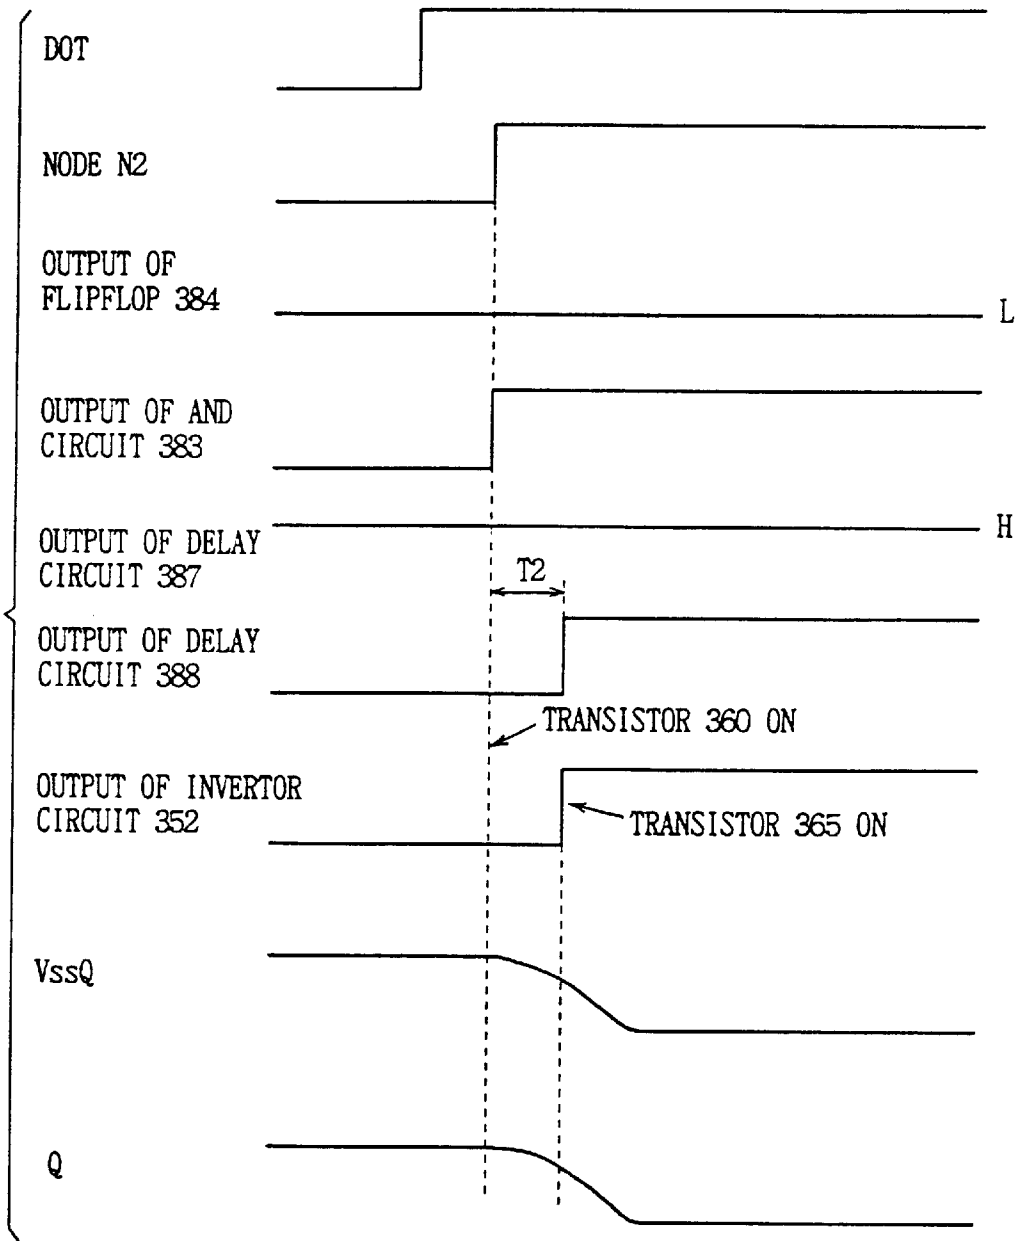 DOT
NODE N2
OUTPUT OF
FLIPFLOP 384
L
OUTPUT OF AND
CIRCUIT 383
H
OUTPUT OF DELAY
CIRCUIT 387
T2
OUTPUT OF DELAY
CIRCUIT 388
TRANSISTOR 360 ON
OUTPUT OF INVERTOR
CIRCUIT 352
TRANSISTOR 365 ON
VssQ
Q